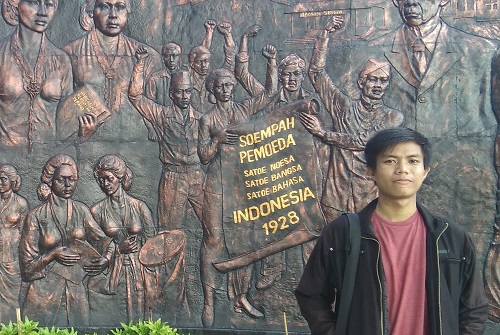 SOEMPAH
PEMOEDA
SATOE NOESA
SATOE BANGSA
SATOE BAHASA
INDONESIA
1928